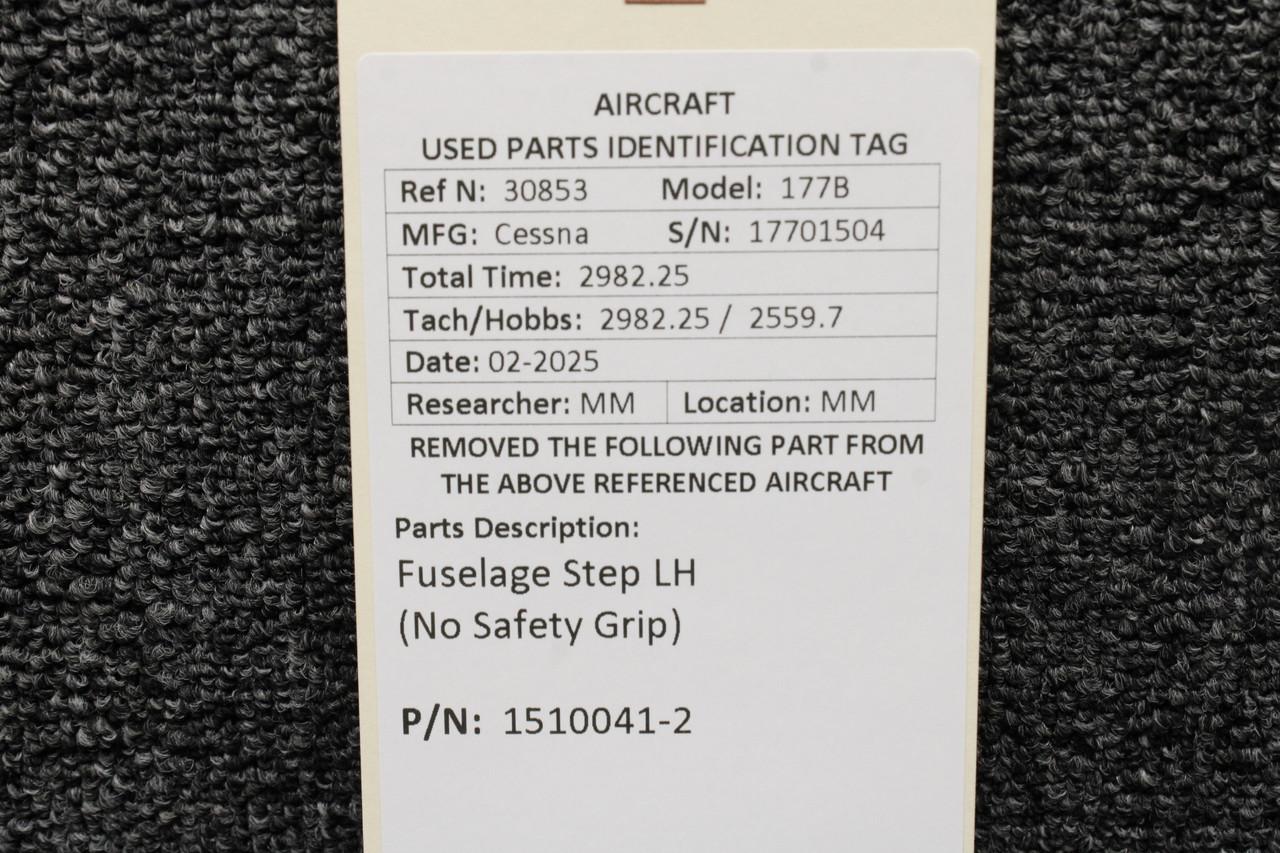 AIRCRAFT
USED PARTS IDENTIFICATION TAG
Ref N: 30853 Model: 177B
MFG: Cessna S/N: 17701504
Total Time: 2982.25
Tach/Hobbs: 2982.25 / 2559.7
Date: 02-2025
Researcher: MM Location: MM
REMOVED THE FOLLOWING PART FROM
THE ABOVE REFERENCED AIRCRAFT
Parts Description:
Fuselage Step LH
(No Safety Grip)
P/N: 1510041-2